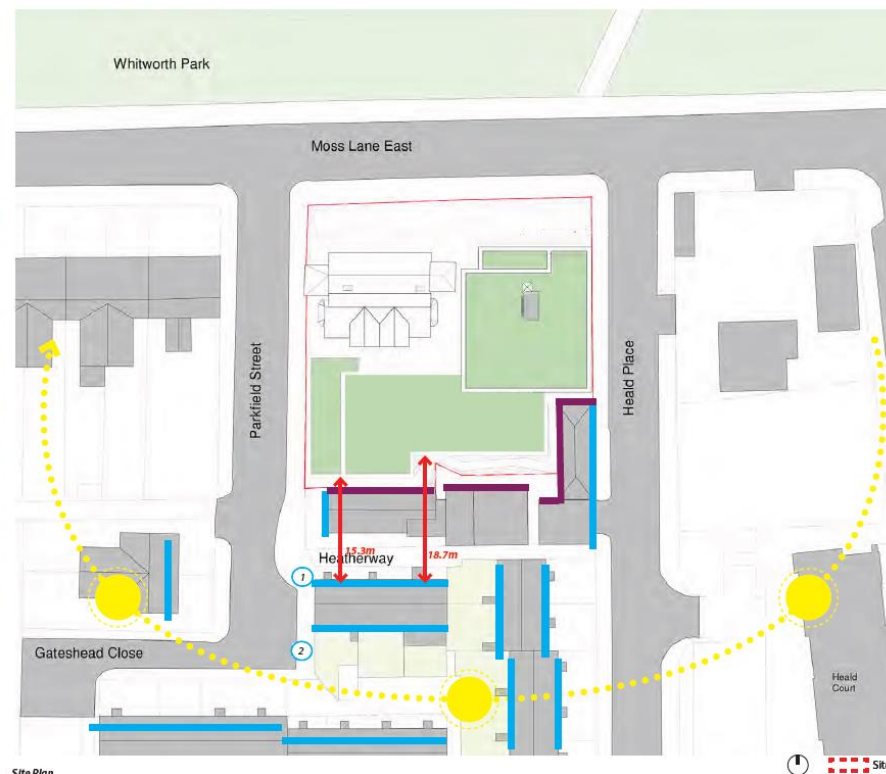 Whitworth Park
Moss Lane East
Parkfield Street
Heald Place
15.3m
18.7m
Heatherway
1
2
Gateshead Close
Heald
Court
Site Plan
Sit